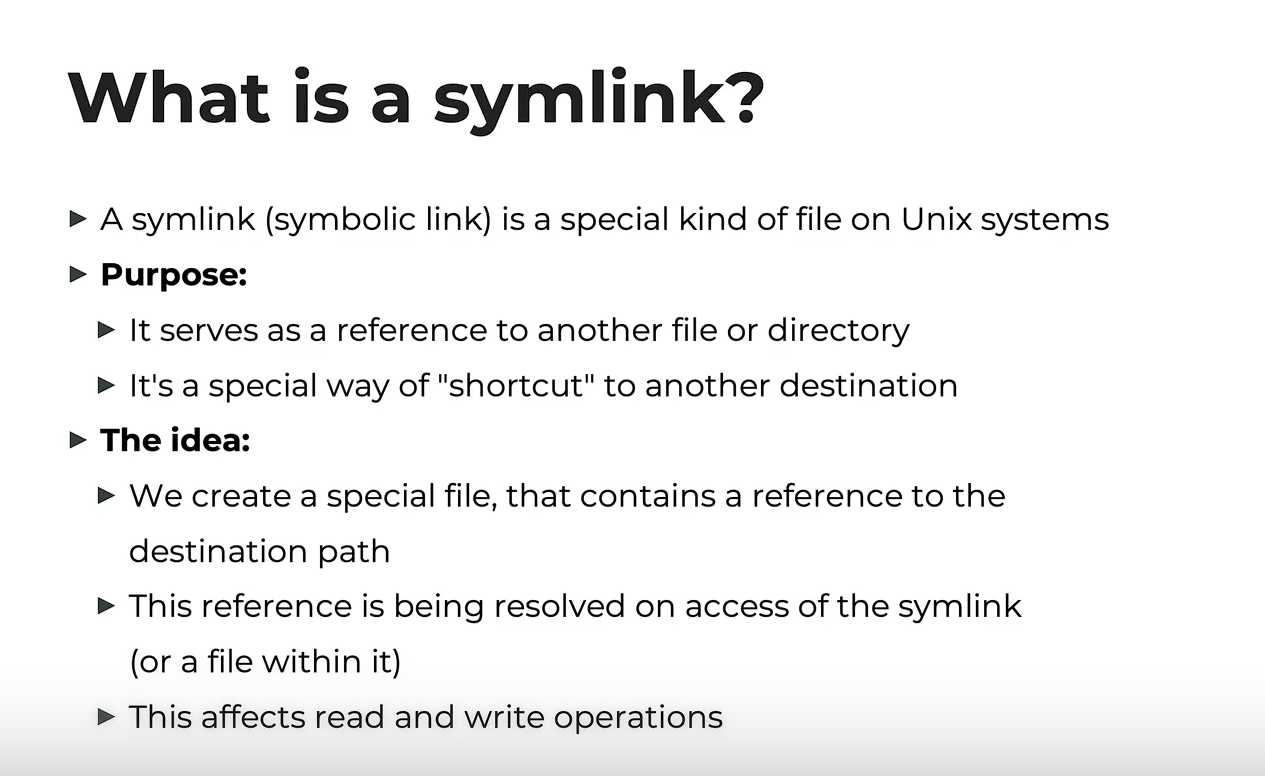 What is a symlink?
▶ A symlink (symbolic link) is a special kind of file on Unix systems
▶ Purpose:
▶ It serves as a reference to another file or directory
▶ It's a special way of "shortcut" to another destination
▶ The idea:
▶ We create a special file, that contains a reference to the
destination path
▶ This reference is being resolved on access of the symlink
(or a file within it)
▶ This affects read and write operations